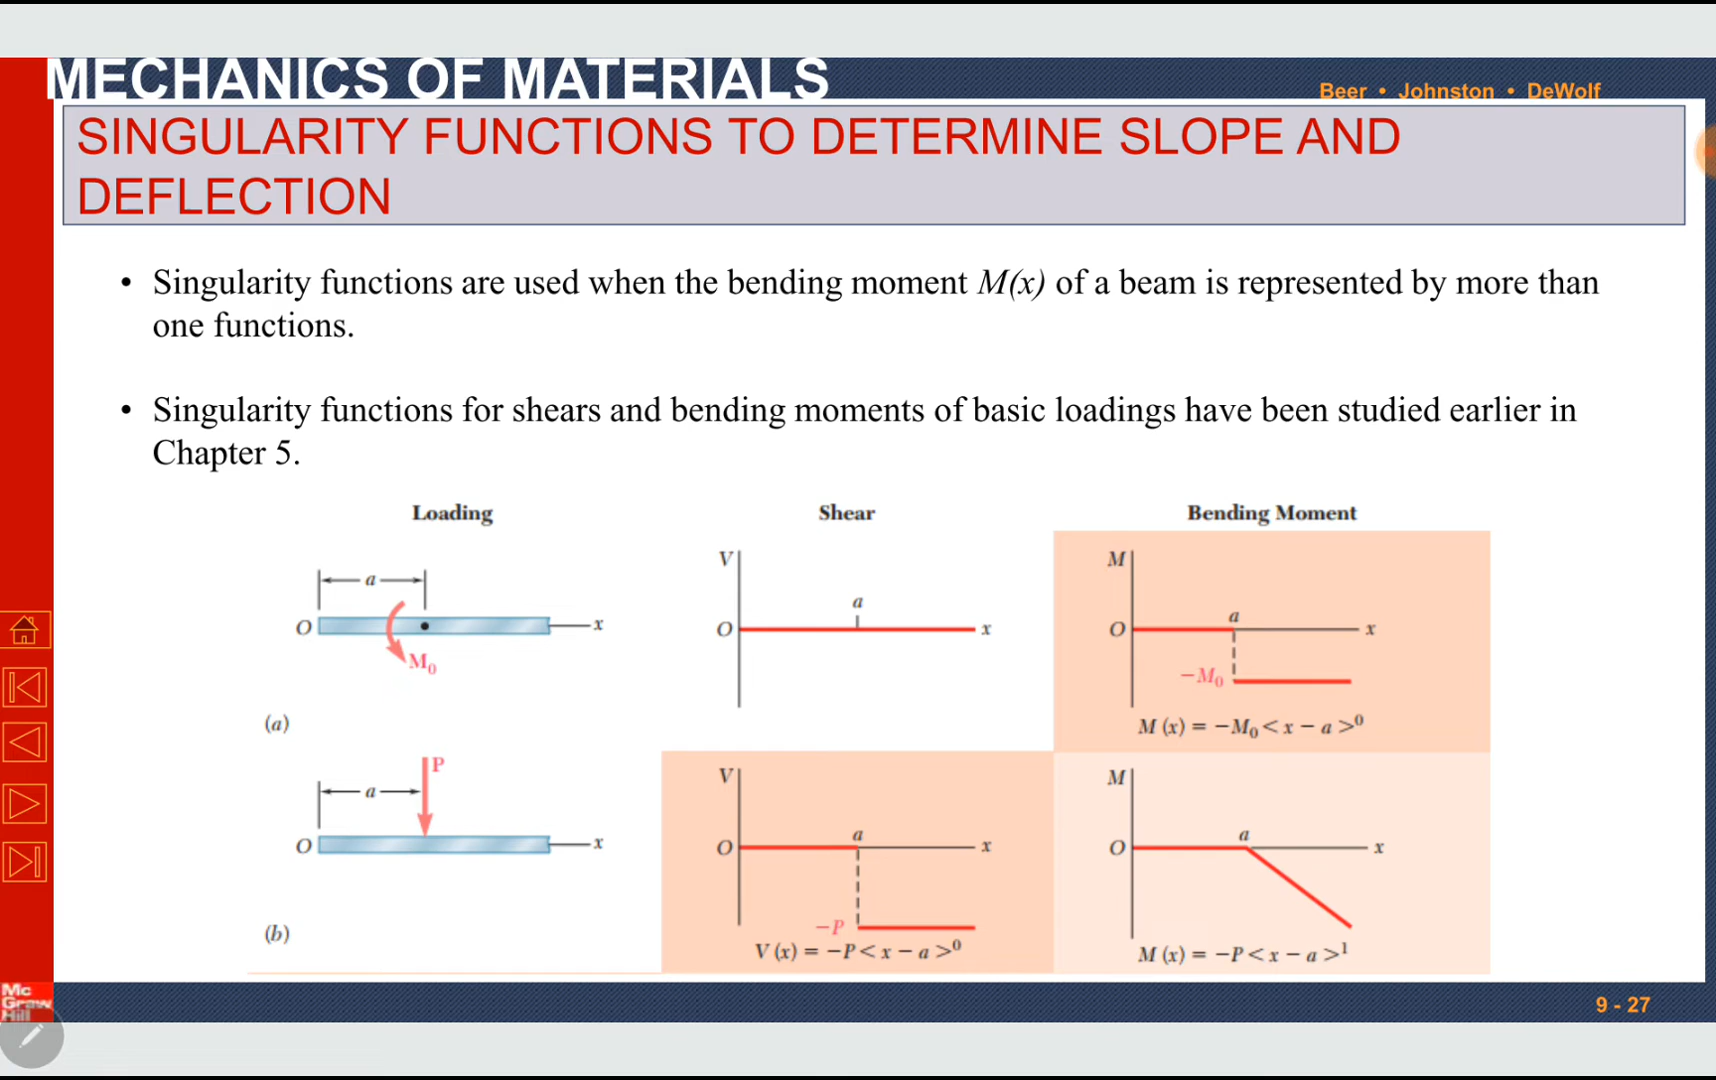 MECHANICS OF MATERIALS
Beer • Johnston • DeWolf
SINGULARITY FUNCTIONS TO DETERMINE SLOPE AND
DEFLECTION
• Singularity functions are used when the bending moment M(x) of a beam is represented by more than
one functions.
• Singularity functions for shears and bending moments of basic loadings have been studied earlier in
Chapter 5.
Loading Shear Bending Moment
a
O x
M₀
(a)
V
a
O x
M
a
O x
−M₀
M (x) = −M₀<x − a>⁰
P
a
O x
(b)
V
a
O x
−P
V (x) = −P<x − a>⁰
M
a
O x
M (x) = −P<x − a>¹
Mc
Graw
Hill
9 - 27